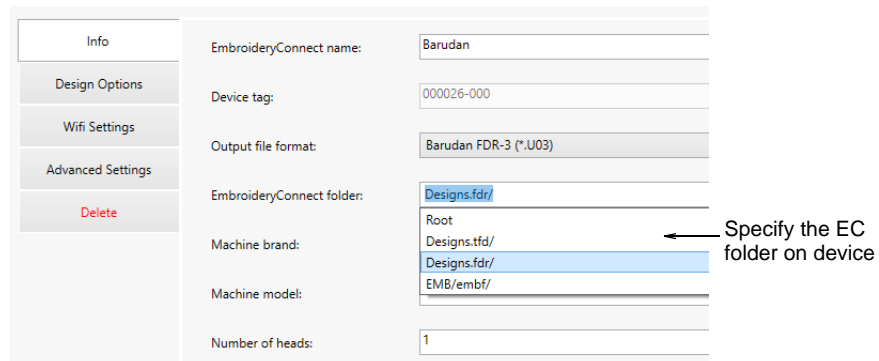 Info
Design Options
Wifi Settings
Advanced Settings
Delete
EmbroideryConnect name:
Barudan
Device tag:
000026-000
Output file format:
Barudan FDR-3 (*.U03)
EmbroideryConnect folder:
Designs.fdr/
Root
Designs.tfd/
Designs.fdr/
EMB/embf/
Machine brand:
Machine model:
Number of heads:
1
Specify the EC
folder on device